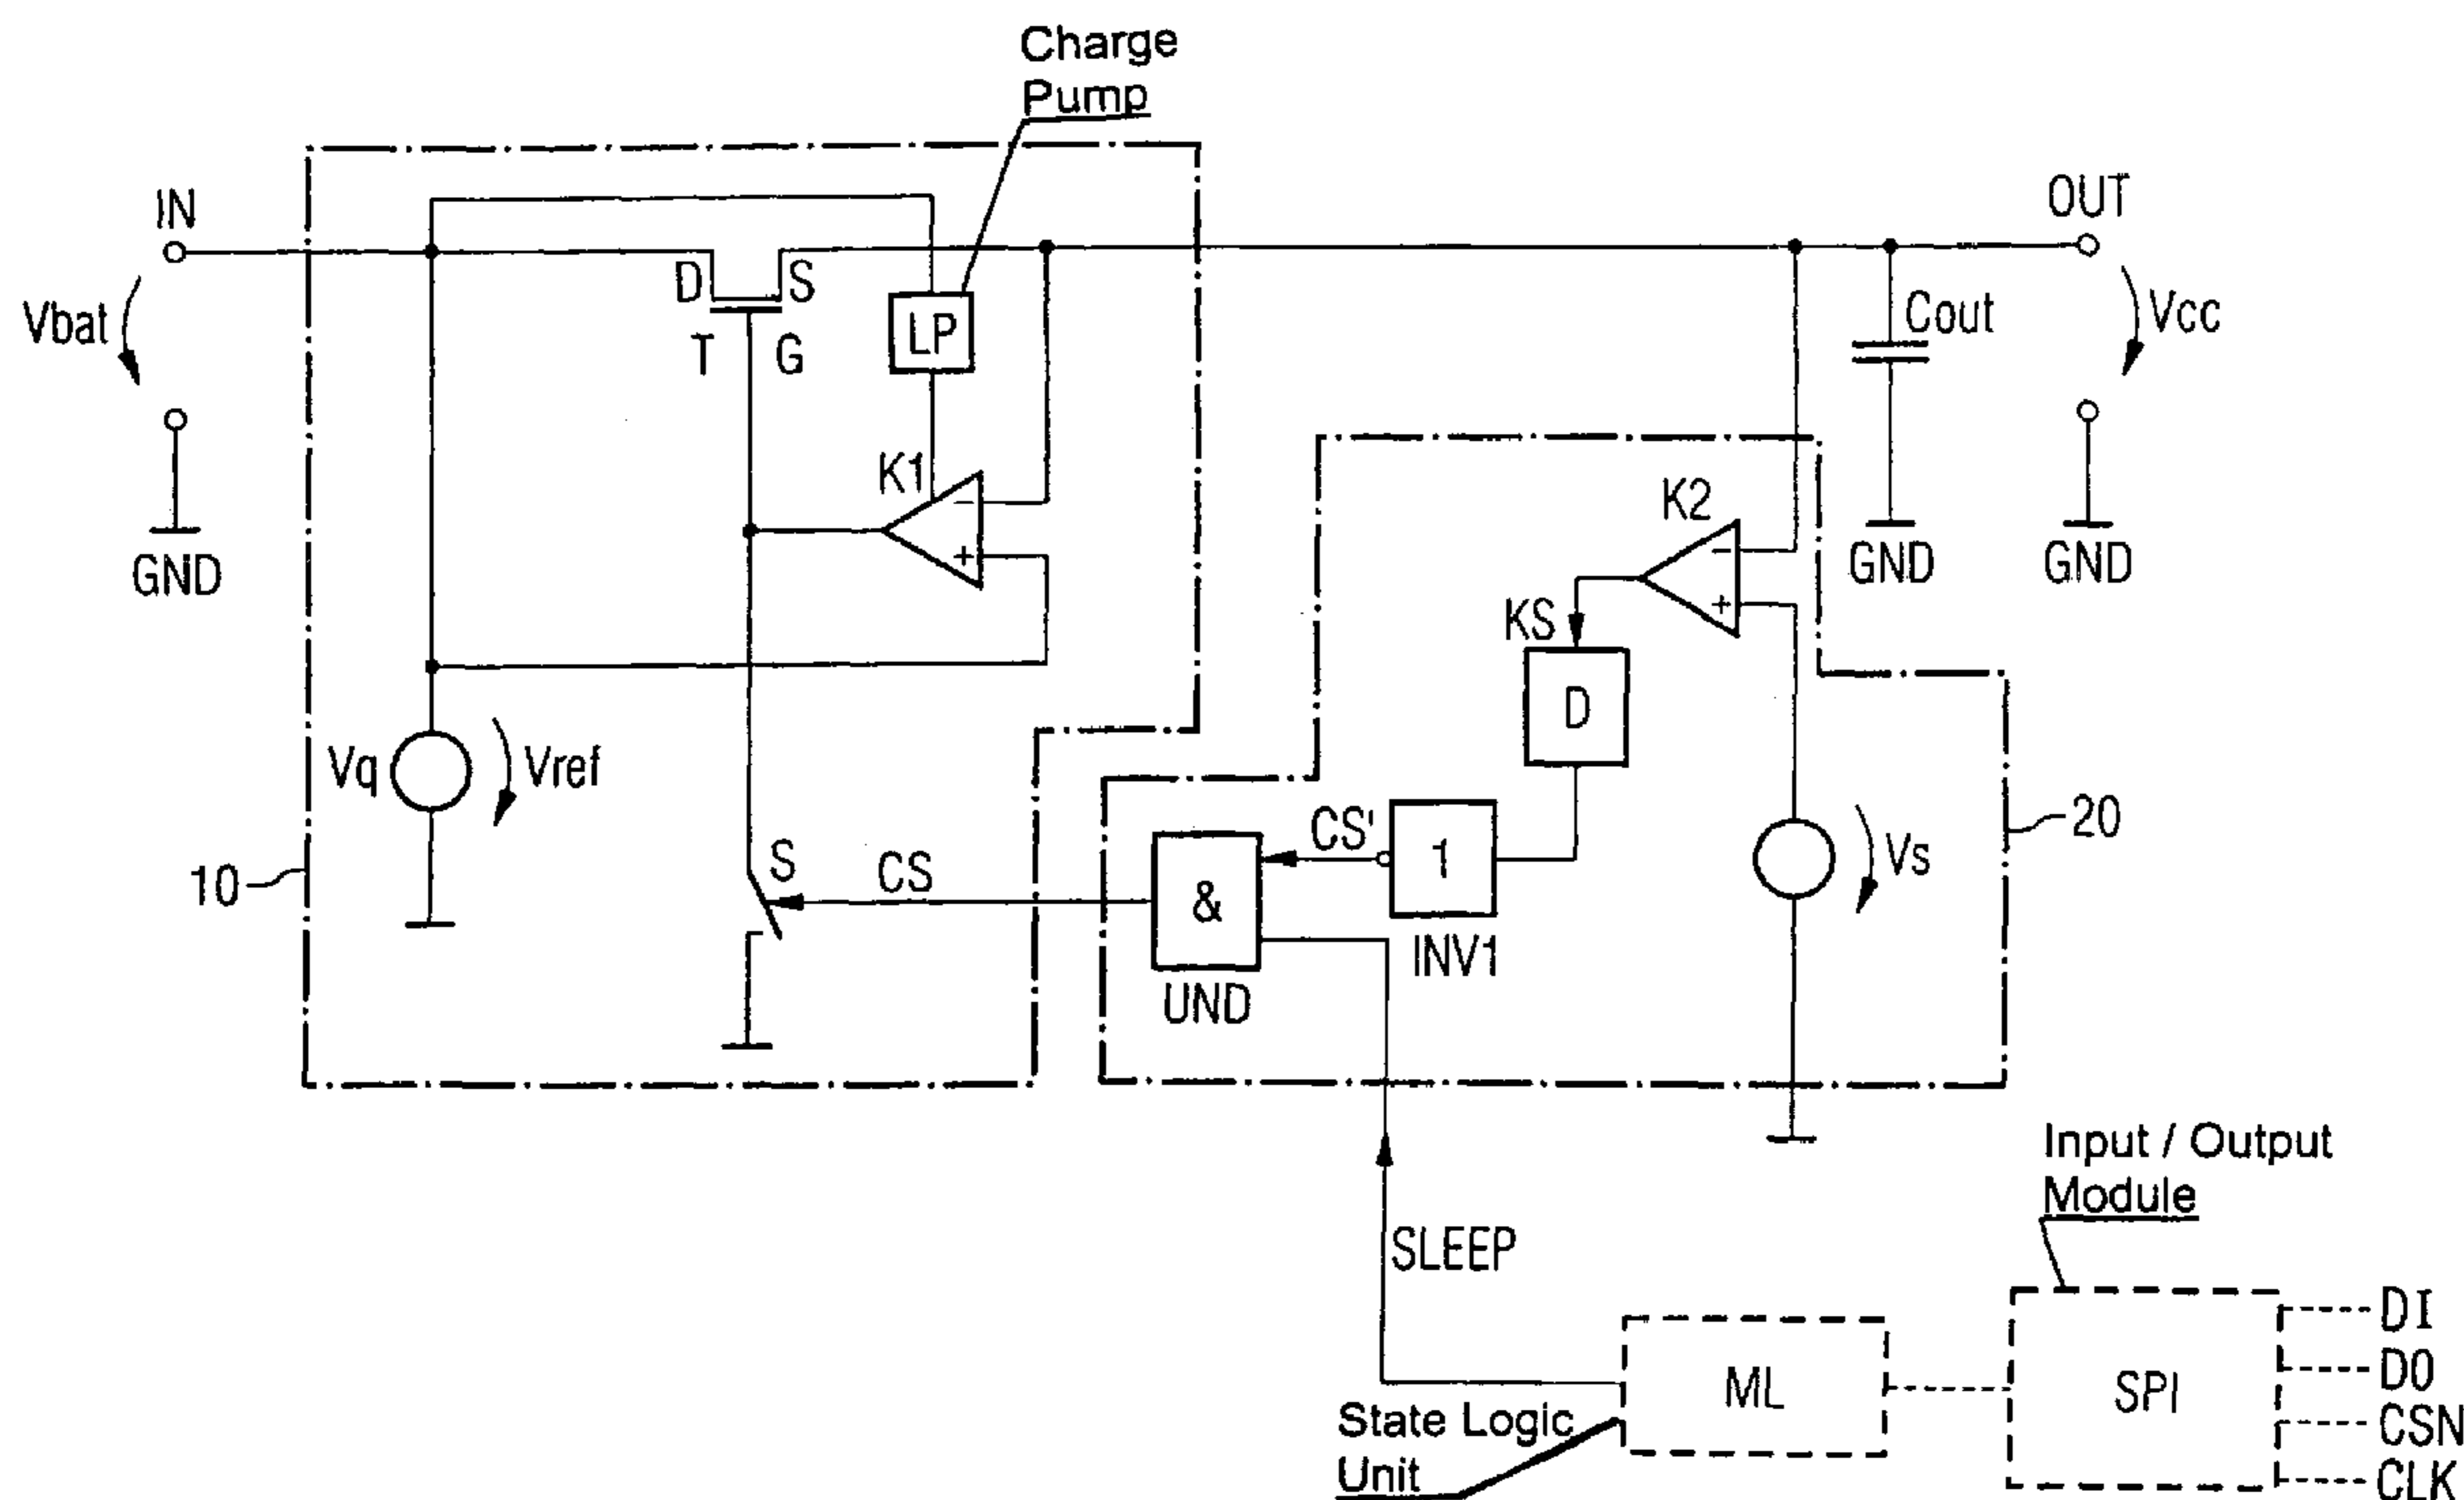 Charge
Pump
IN
OUT
Vbat
D
S
T
G
LP
Cout
Vcc
K1
−
+
GND
K2
−
+
GND
GND
KS
D
Vq
Vref
10
S
CS
&
UND
CS'
1
INV1
Vs
20
SLEEP
Input / Output
Module
State Logic
Unit
ML
SPI
DI
DO
CSN
CLK